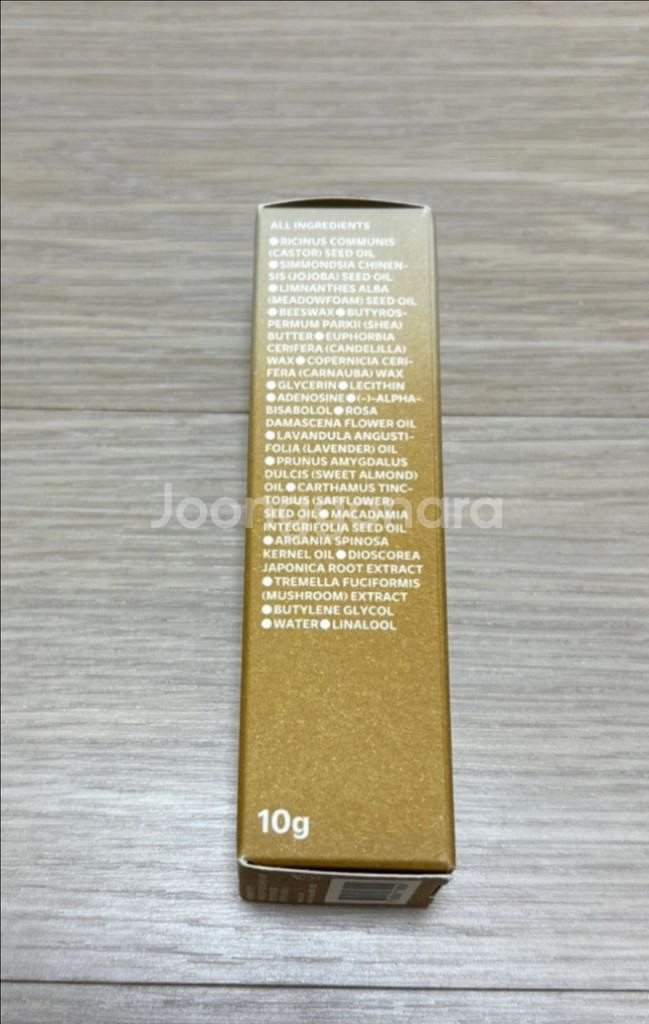 ALL INGREDIENTS
●RICINUS COMMUNIS
(CASTOR) SEED OIL
●SIMMONDSIA CHINEN-
SIS (JOJOBA) SEED OIL
●LIMNANTHES ALBA
(MEADOWFOAM) SEED OIL
●BEESWAX●BUTYROS-
PERMUM PARKII (SHEA)
BUTTER●EUPHORBIA
CERIFERA (CANDELILLA)
WAX●COPERNICIA CERI-
FERA (CARNAUBA) WAX
●GLYCERIN●LECITHIN
●ADENOSINE●(-)-ALPHA-
BISABOLOL●ROSA
DAMASCENA FLOWER OIL
●LAVANDULA ANGUSTI-
FOLIA (LAVENDER) OIL
●PRUNUS AMYGDALUS
DULCIS (SWEET ALMOND)
OIL●CARTHAMUS TINC-
TORIUS (SAFFLOWER)
SEED OIL●MACADAMIA
INTEGRIFOLIA SEED OIL
●ARGANIA SPINOSA
KERNEL OIL●DIOSCOREA
JAPONICA ROOT EXTRACT
●TREMELLA FUCIFORMIS
(MUSHROOM) EXTRACT
●BUTYLENE GLYCOL
●WATER●LINALOOL
10g